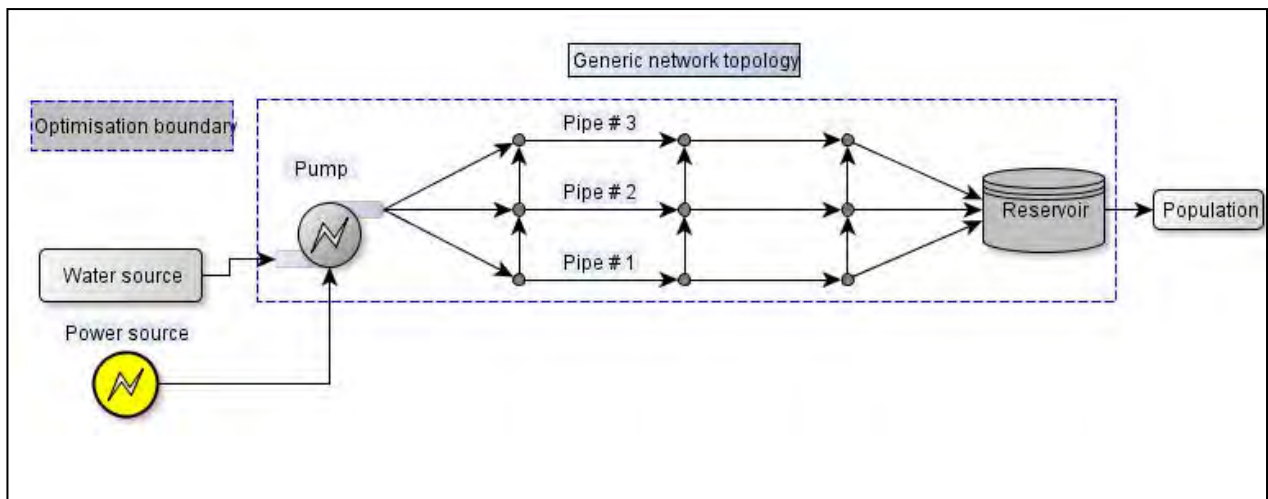 Generic network topology
Optimisation boundary
Pipe # 3
Pump
Pipe # 2
Reservoir
Population
Pipe # 1
Water source
Power source